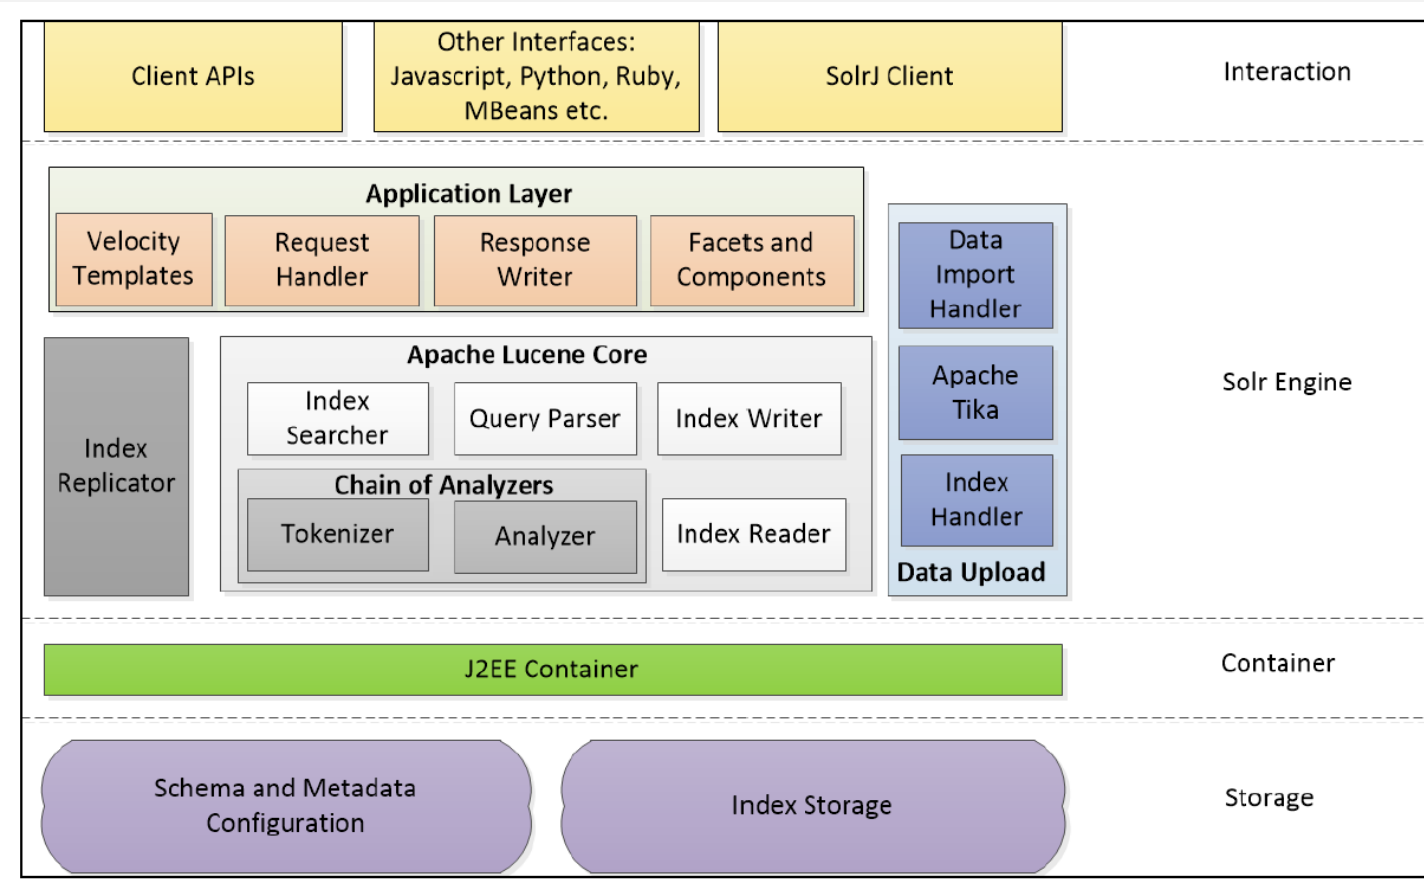 Client APIs
Other Interfaces:
Javascript, Python, Ruby,
MBeans etc.
SolrJ Client
Interaction
Application Layer
Velocity
Templates
Request
Handler
Response
Writer
Facets and
Components
Data
Import
Handler
Apache
Tika
Index
Handler
Data Upload
Solr Engine
Index
Replicator
Apache Lucene Core
Index
Searcher
Query Parser
Index Writer
Chain of Analyzers
Tokenizer
Analyzer
Index Reader
J2EE Container
Container
Schema and Metadata
Configuration
Index Storage
Storage